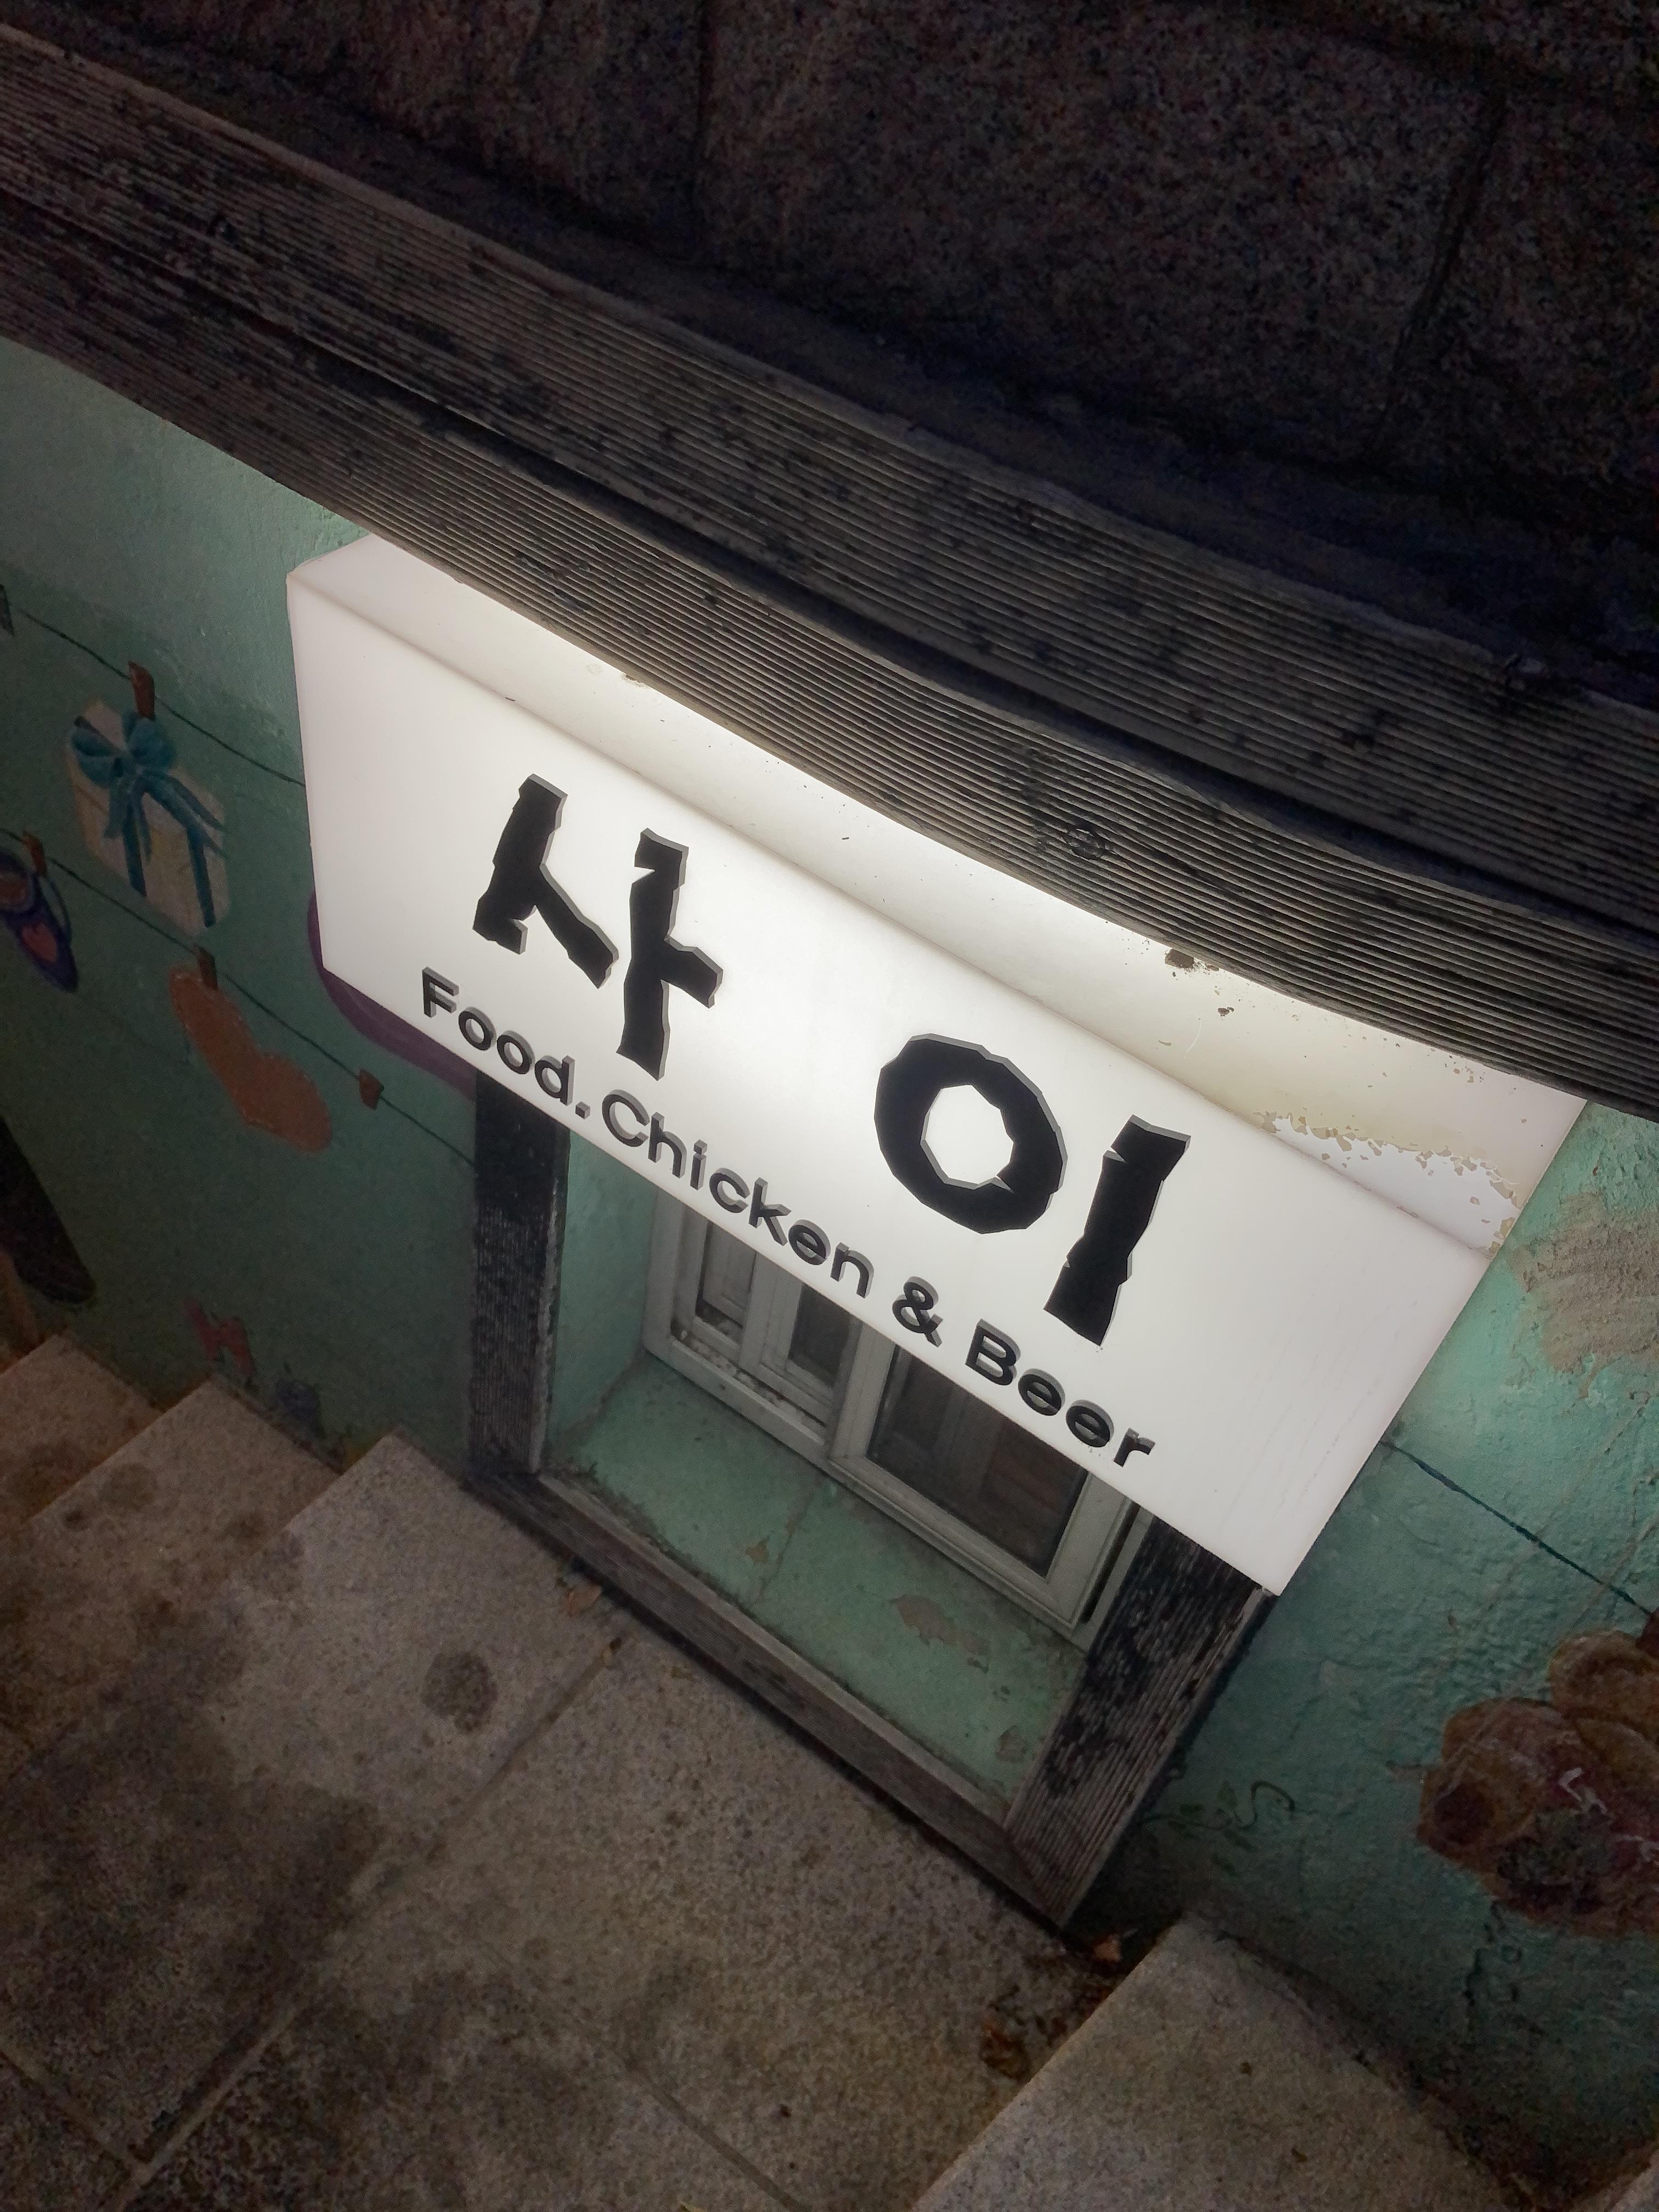 사 이
Food. Chicken & Beer